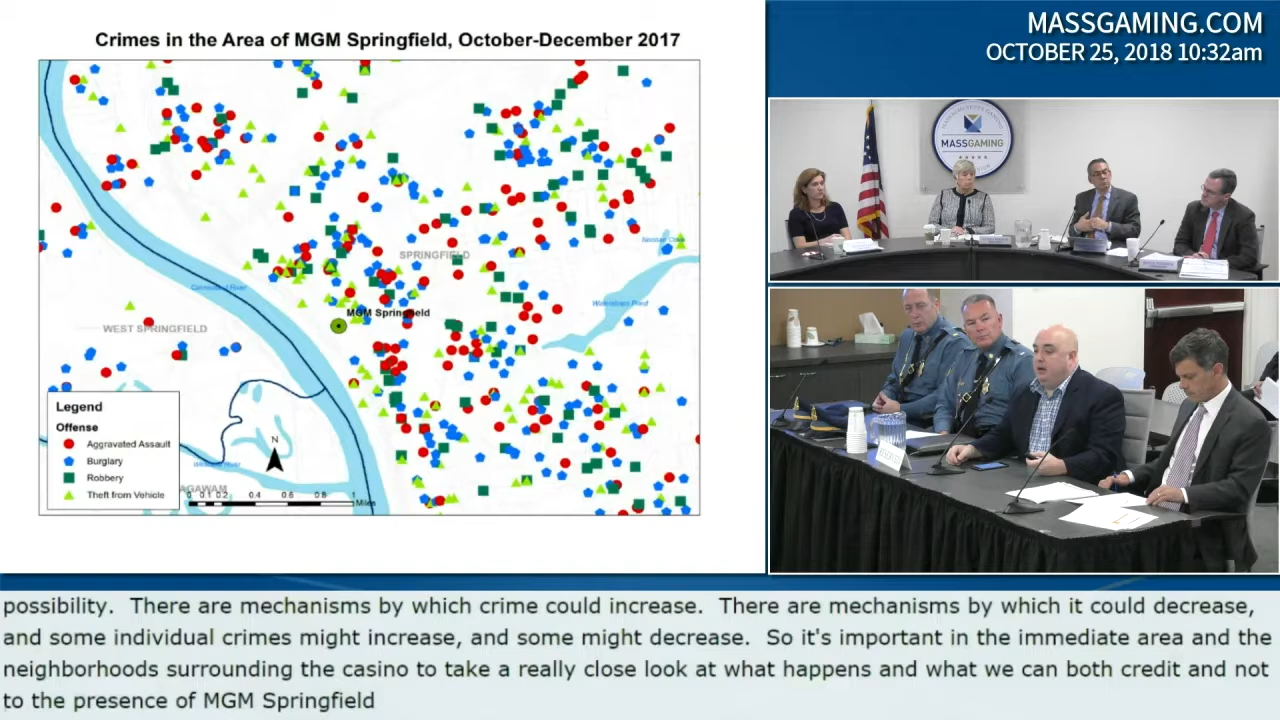 MASSGAMING.COM
OCTOBER 25, 2018 10:32am
Crimes in the Area of MGM Springfield, October-December 2017
MASSGAMING
SPRINGFIELD
MGM Springfield
WEST SPRINGFIELD
Connecticut River
Watershops Pond
Legend
Offense
Aggravated Assault
Burglary
Robbery
Theft from Vehicle
N
AGAWAM
0 0.1 0.2 0.4 0.6 0.8 1
Miles
possibility. There are mechanisms by which crime could increase. There are mechanisms by which it could decrease,
and some individual crimes might increase, and some might decrease. So it's important in the immediate area and the
neighborhoods surrounding the casino to take a really close look at what happens and what we can both credit and not
to the presence of MGM Springfield